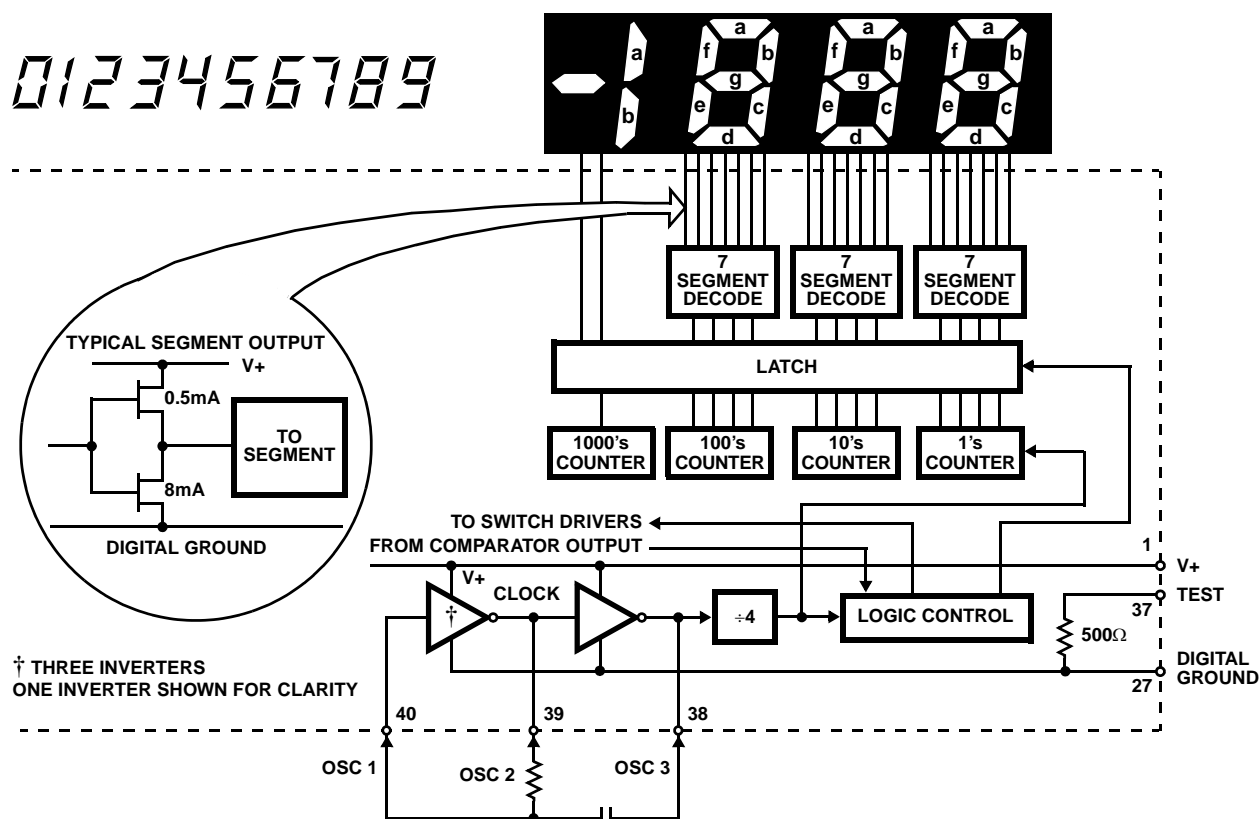 0123456789
a
b
a
f
b
g
e
c
d
a
f
b
g
e
c
d
a
f
b
g
e
c
d
7
SEGMENT
DECODE
7
SEGMENT
DECODE
7
SEGMENT
DECODE
TYPICAL SEGMENT OUTPUT
V+
0.5mA
TO
SEGMENT
8mA
DIGITAL GROUND
LATCH
1000's
COUNTER
100's
COUNTER
10's
COUNTER
1's
COUNTER
TO SWITCH DRIVERS
FROM COMPARATOR OUTPUT
V+
CLOCK
†
÷4
LOGIC CONTROL
1
V+
TEST
37
500Ω
DIGITAL
GROUND
27
† THREE INVERTERS
ONE INVERTER SHOWN FOR CLARITY
40
39
38
OSC 1
OSC 2
OSC 3